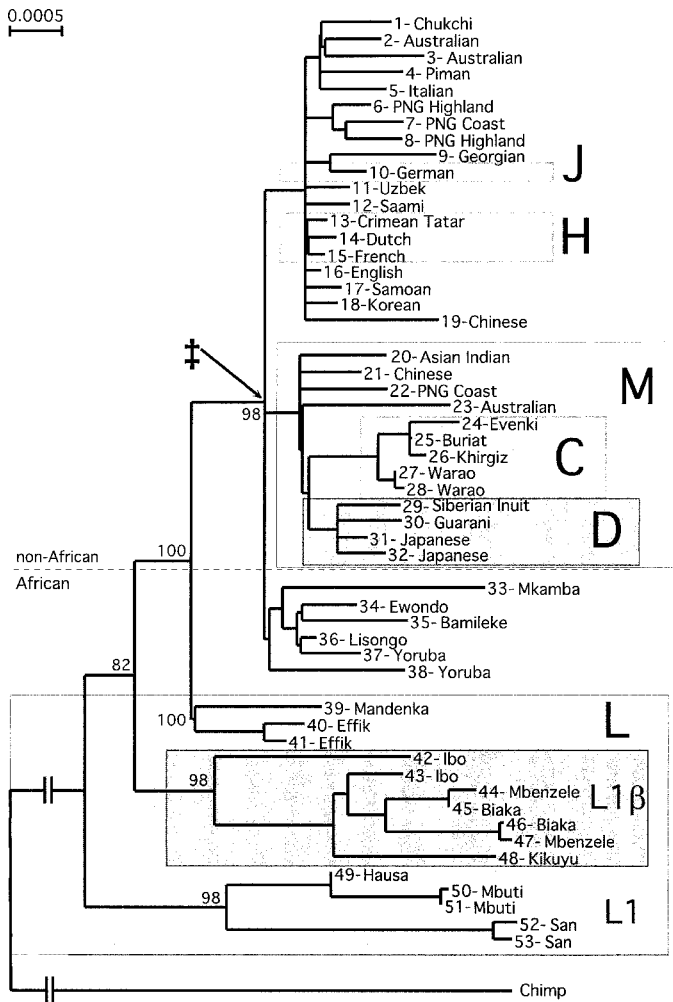 0.0005
1- Chukchi
2- Australian
3- Australian
4- Piman
5- Italian
6- PNG Highland
7- PNG Coast
8- PNG Highland
9- Georgian
10- German
J
11- Uzbek
12- Saami
13- Crimean Tatar
14- Dutch
H
15- French
16- English
17- Samoan
18- Korean
19- Chinese
‡
20- Asian Indian
21- Chinese
M
22- PNG Coast
23- Australian
98
24- Evenki
25- Buriat
C
26- Khirgiz
27- Warao
28- Warao
29- Siberian Inuit
30- Guarani
D
31- Japanese
32- Japanese
100
non-African
African
33- Mkamba
34- Ewondo
35- Bamileke
36- Lisongo
37- Yoruba
38- Yoruba
82
39- Mandenka
L
100
40- Effik
41- Effik
42- Ibo
98
43- Ibo
44- Mbenzele
L1β
45- Biaka
46- Biaka
47- Mbenzele
48- Kikuyu
49- Hausa
98
50- Mbuti
51- Mbuti
L1
52- San
53- San
Chimp